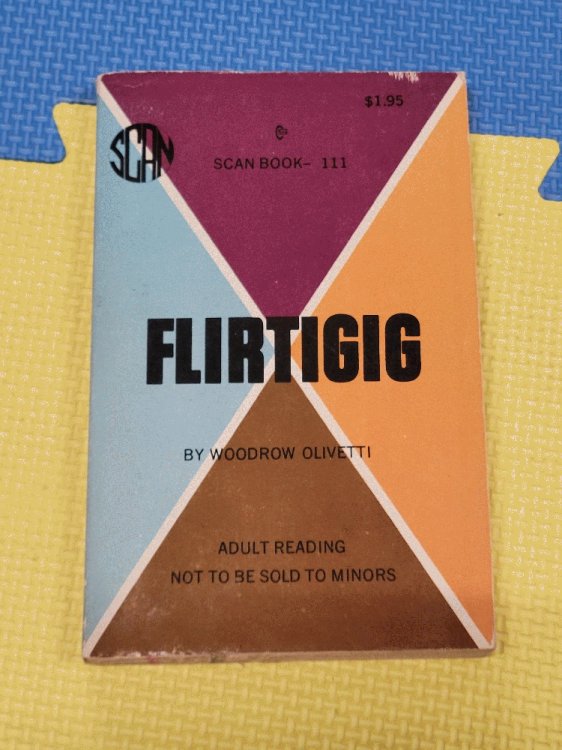 $1.95
SCAN
SCAN BOOK– 111
FLIRTIGIG
BY WOODROW OLIVETTI
ADULT READING
NOT TO BE SOLD TO MINORS